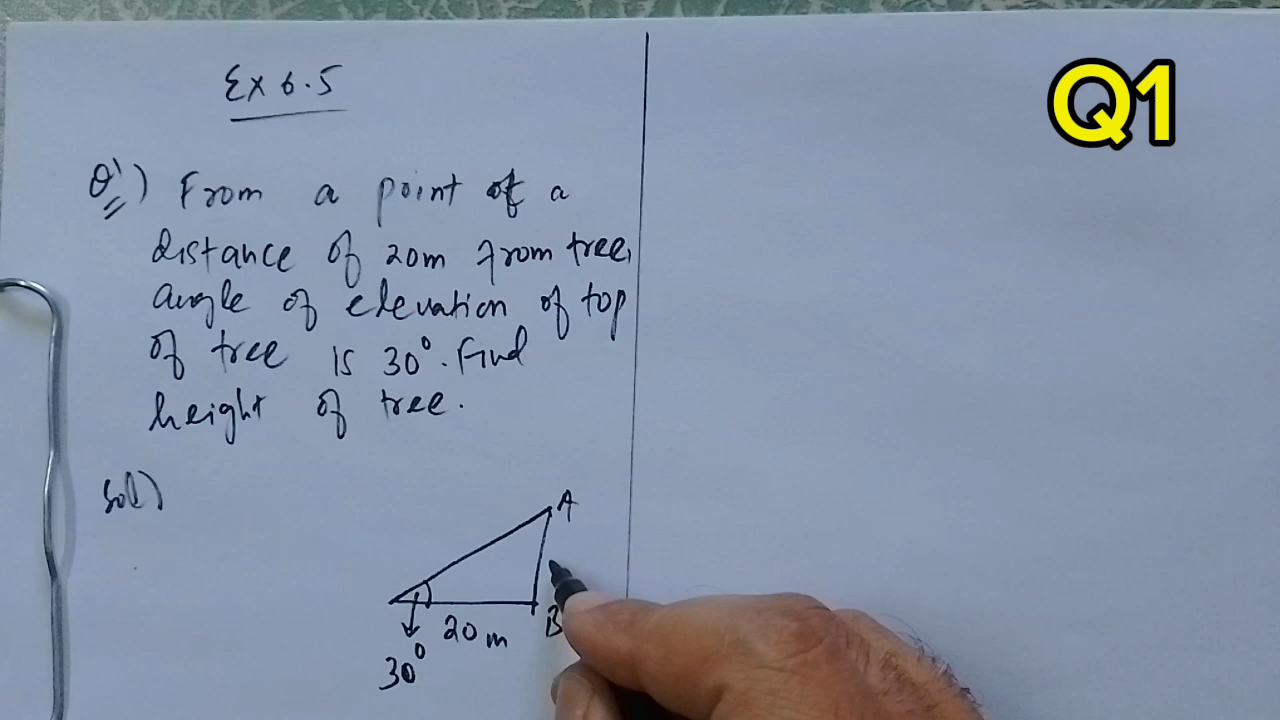 Ex 6.5
Q1
Q1) From a point of a
distance of 20m from tree,
angle of elevation of top
of tree is 30°. Find
height of tree.
Sol)
A
B
20 m
30°